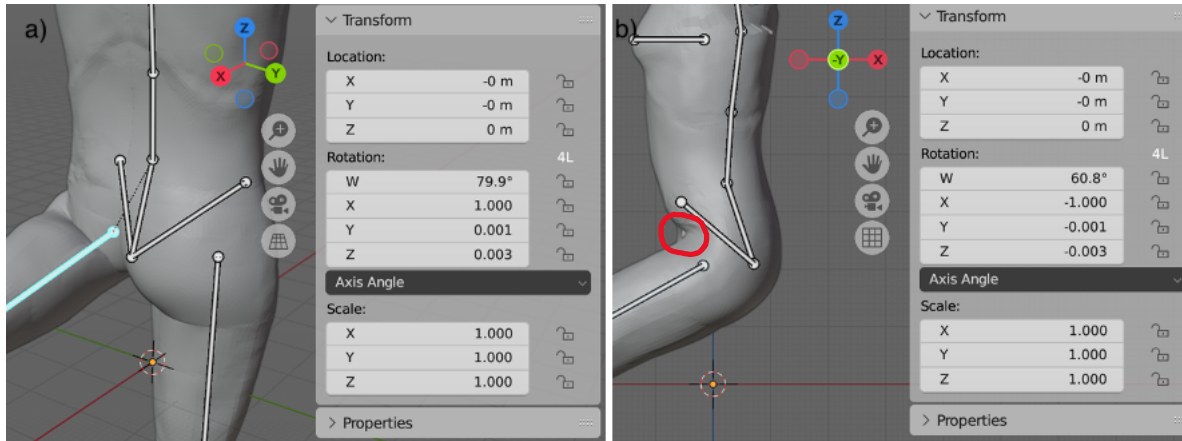 a)
Z
X
Y
Transform
Location:
X -0 m
Y -0 m
Z 0 m
Rotation: 4L
W 79.9°
X 1.000
Y 0.001
Z 0.003
Axis Angle
Scale:
X 1.000
Y 1.000
Z 1.000
Properties
b)
Z
-Y
X
Transform
Location:
X -0 m
Y -0 m
Z 0 m
Rotation: 4L
W 60.8°
X -1.000
Y -0.001
Z -0.003
Axis Angle
Scale:
X 1.000
Y 1.000
Z 1.000
Properties